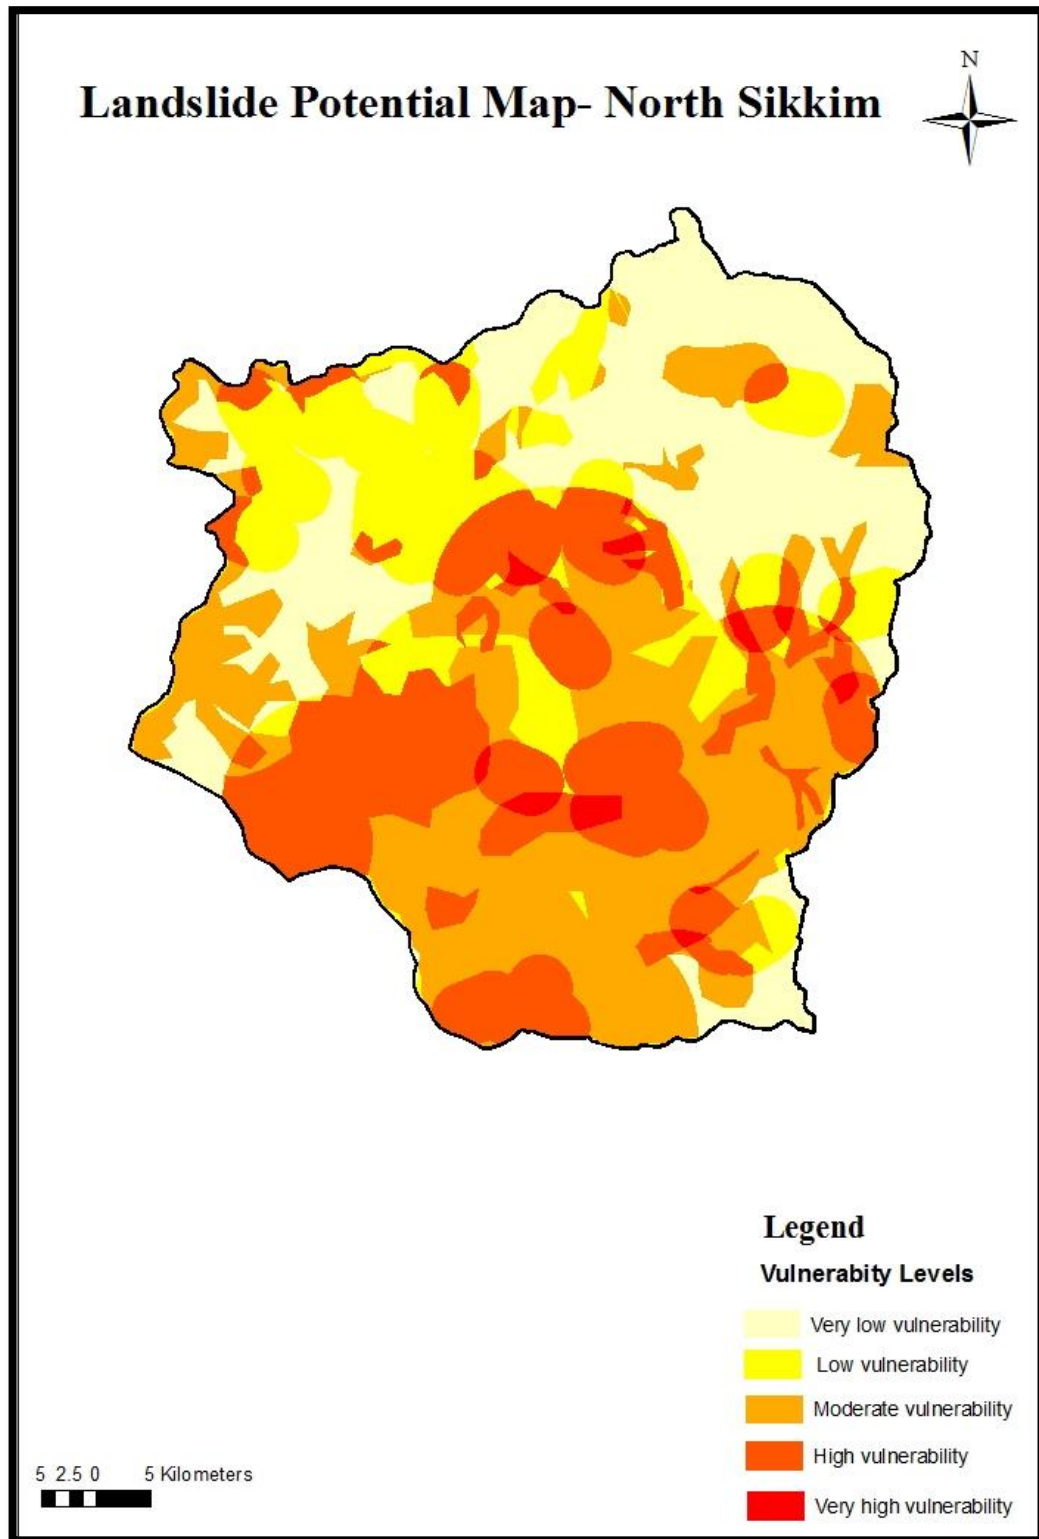 N
Landslide Potential Map- North Sikkim
Legend
Vulnerabity Levels
Very low vulnerability
Low vulnerability
Moderate vulnerability
High vulnerability
Very high vulnerability
5 2.5 0 5 Kilometers